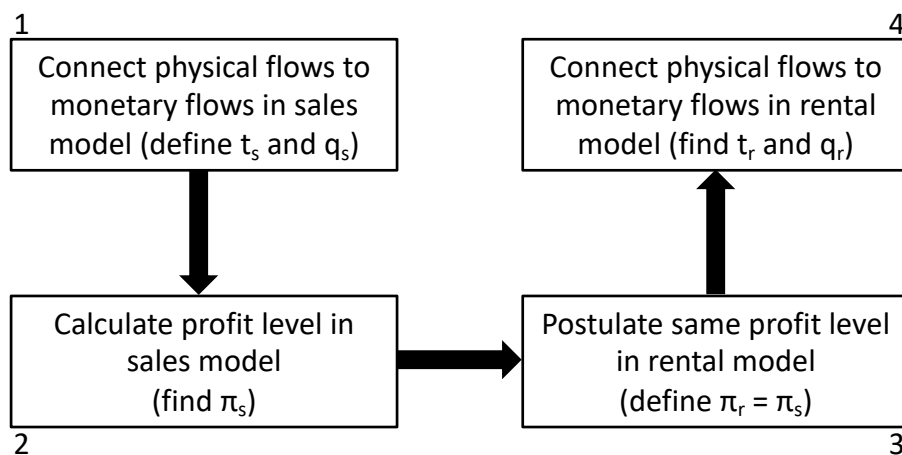 1
Connect physical flows to
monetary flows in sales
model (define tₛ and qₛ)
2
Calculate profit level in
sales model
(find πₛ)
3
Postulate same profit level
in rental model
(define πᵣ = πₛ)
4
Connect physical flows to
monetary flows in rental
model (find tᵣ and qᵣ)